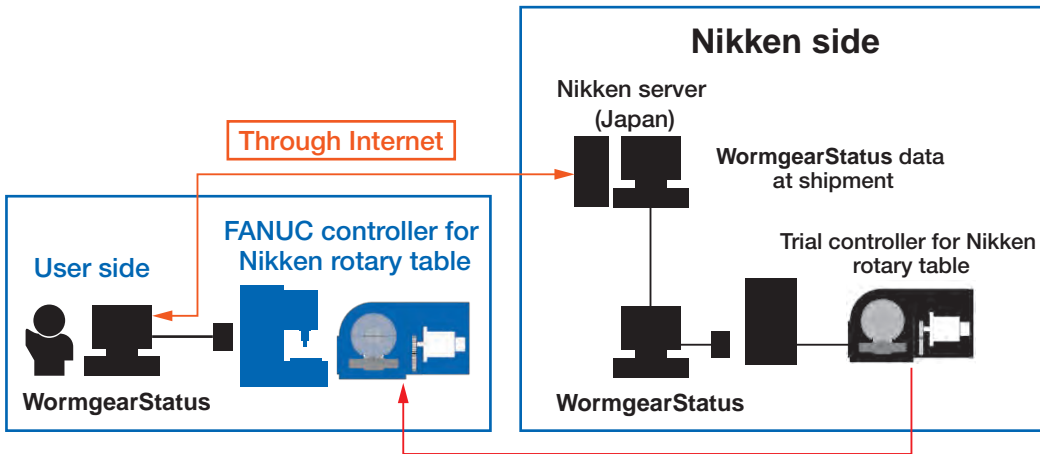 Nikken side
Nikken server
(Japan)
WormgearStatus data
at shipment
Through Internet
FANUC controller for
Nikken rotary table
User side
WormgearStatus
Trial controller for Nikken
rotary table
WormgearStatus